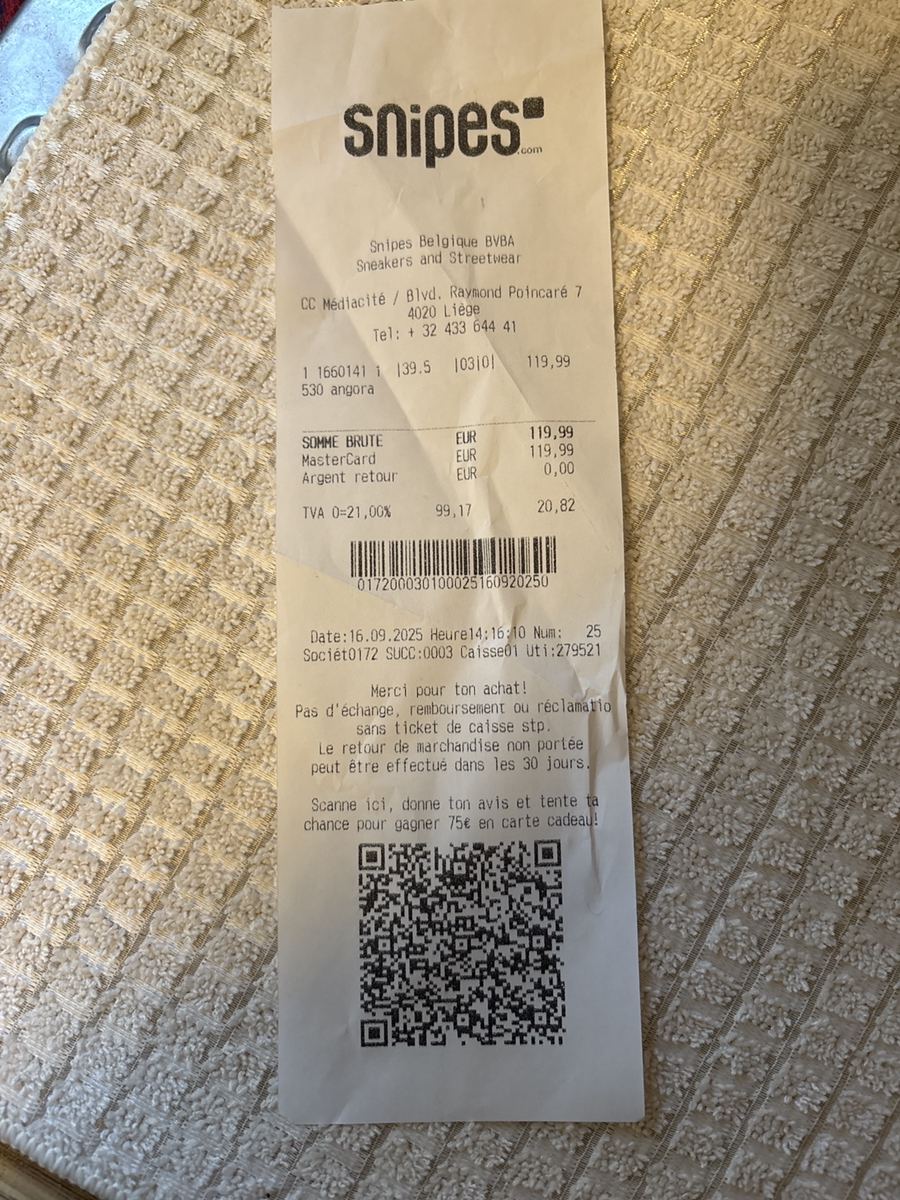 snipes
.com
Snipes Belgique BVBA
Sneakers and Streetwear
CC Médiacité / Blvd. Raymond Poincaré 7
4020 Liège
Tel: + 32 433 644 41
1 1660141 1 |39.5 |03|0| 119,99
530 angora
SOMME BRUTE EUR 119,99
MasterCard EUR 119,99
Argent retour EUR 0,00
TVA 0=21,00% 99,17 20,82
017200030100025160920250
Date:16.09.2025 Heure14:16:10 Num: 25
Sociét0172 SUCC:0003 Caisse01 Uti:279521
Merci pour ton achat!
Pas d'échange, remboursement ou réclamatio
sans ticket de caisse stp.
Le retour de marchandise non portée
peut être effectué dans les 30 jours.
Scanne ici, donne ton avis et tente ta
chance pour gagner 75€ en carte cadeau!